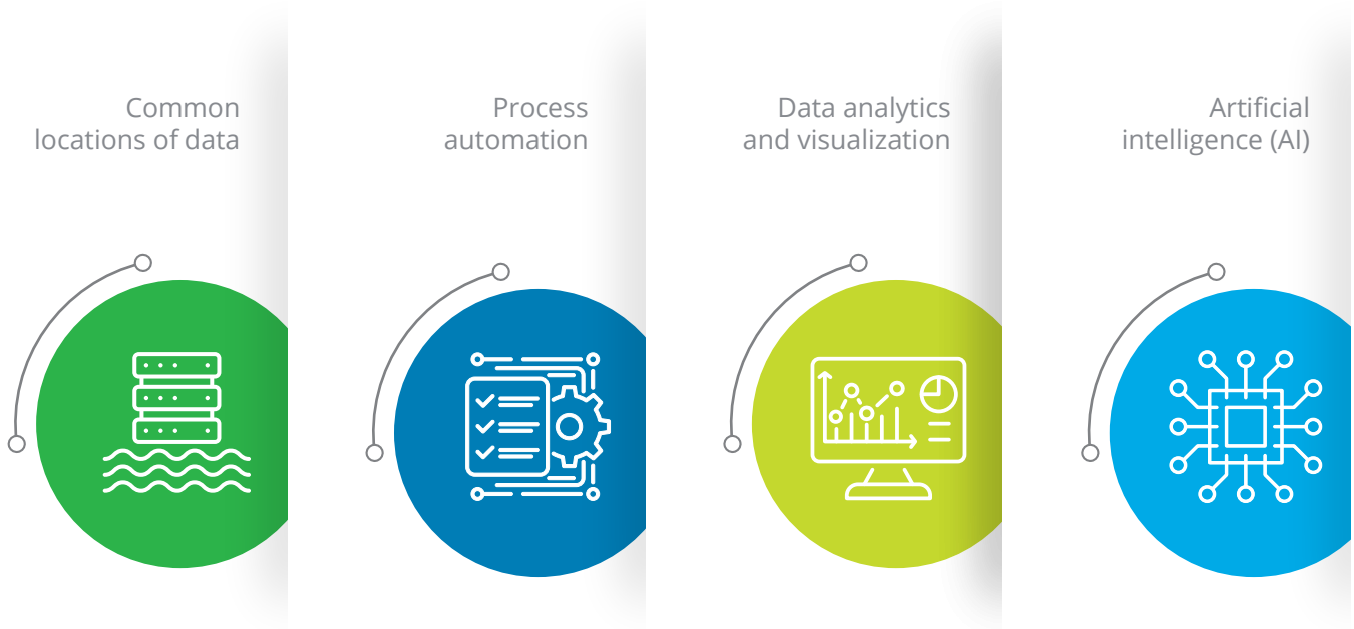 Common
locations of data
Process
automation
Data analytics
and visualization
Artificial
intelligence (AI)